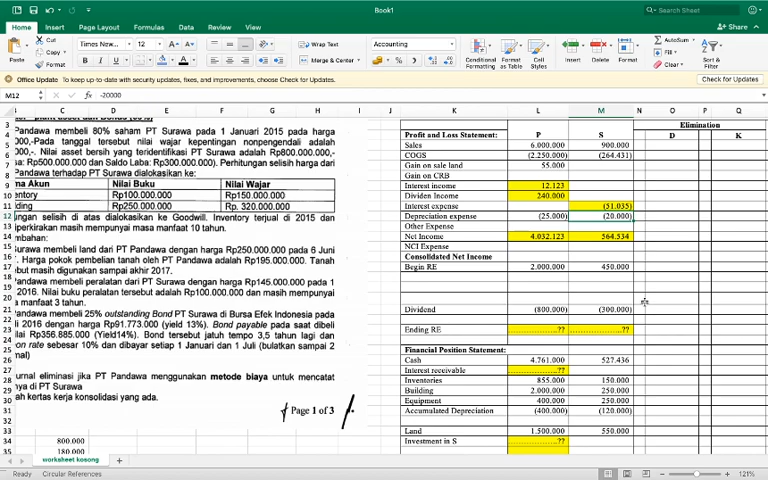 Book1
Search Sheet
Home Insert Page Layout Formulas Data Review View
Share
Paste
Cut
Copy
Format
Times New... 12
Wrap Text
Merge & Center
Accounting
Conditional Formatting
Format as Table
Cell Styles
Insert Delete Format
AutoSum
Fill
Clear
Sort & Filter
Office Update To keep up-to-date with security updates, fixes, and improvements, choose Check for Updates.
Check for Updates
M12 fx -20000
B C D E F G H I J K L M N O P Q
Pandawa membeli 80% saham PT Surawa pada 1 Januari 2015 pada harga
000,-Pada tanggal tersebut nilai wajar kepentingan nonpengendali adalah
000,-. Nilai asset bersih yang teridentifikasi PT Surawa adalah Rp800.000.000,-
sa: Rp500.000.000 dan Saldo Laba: Rp300.000.000). Perhitungan selisih harga dari
Pandawa terhadap PT Surawa dialokasikan ke:
ma Akun Nilai Buku Nilai Wajar
entory Rp100.000.000 Rp150.000.000
lding Rp250.000.000 Rp. 320.000.000
ungan selisih di atas dialokasikan ke Goodwill. Inventory terjual di 2015 dan
iperkirakan masih mempunyai masa manfaat 10 tahun.
mbahan:
Surawa membeli land dari PT Pandawa dengan harga Rp250.000.000 pada 6 Juni
. Harga pokok pembelian tanah oleh PT Pandawa adalah Rp195.000.000. Tanah
ebut masih digunakan sampai akhir 2017.
Pandawa membeli peralatan dari PT Surawa dengan harga Rp145.000.000 pada 1
2016. Nilai buku peralatan tersebut adalah Rp100.000.000 dan masih mempunyai
a manfaat 3 tahun.
Pandawa membeli 25% outstanding Bond PT Surawa di Bursa Efek Indonesia pada
li 2016 dengan harga Rp91.773.000 (yield 13%). Bond payable pada saat dibeli
ilai Rp356.885.000 (Yield14%). Bond tersebut jatuh tempo 3,5 tahun lagi dan
on rate sebesar 10% dan dibayar setiap 1 Januari dan 1 Juli (bulatkan sampai 2
mal)
urnal eliminasi jika PT Pandawa menggunakan metode biaya untuk mencatat
ya di PT Surawa
ah kertas kerja konsolidasi yang ada.
Page 1 of 3
800.000
180.000
Elimination
Profit and Loss Statement: P S D K
Sales 6.000.000 900.000
COGS (2.250.000) (264.431)
Gain on sale land 55.000
Gain on CRB
Interest income 12.123
Dividen Income 240.000
Interest expense (51.035)
Depreciation expense (25.000) (20.000)
Other Expense
Net Income 4.032.123 564.534
NCI Expense
Consolidated Net Income
Begin RE 2.000.000 450.000
Dividend (800.000) (300.000)
Ending RE ..............?? ..............??
Financial Position Statement:
Cash 4.761.000 527.436
Interest receivable ..............??
Inventories 855.000 150.000
Building 2.000.000 250.000
Equipment 400.000 250.000
Accumulated Depreciation (400.000) (120.000)
Land 1.500.000 550.000
Investment in S ..............??
worksheet kosong
Ready Circular References
121%